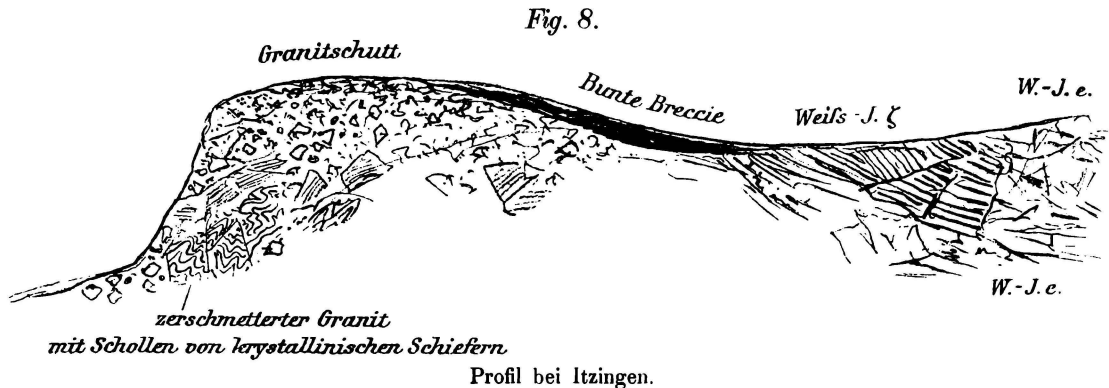 Fig. 8.
Granitschutt
Bunte Breccie
Weiſs-J. ζ
W.-J. e.
W.-J. e.
zerschmetterter Granit
mit Schollen von krystallinischen Schiefern
Profil bei Itzingen.